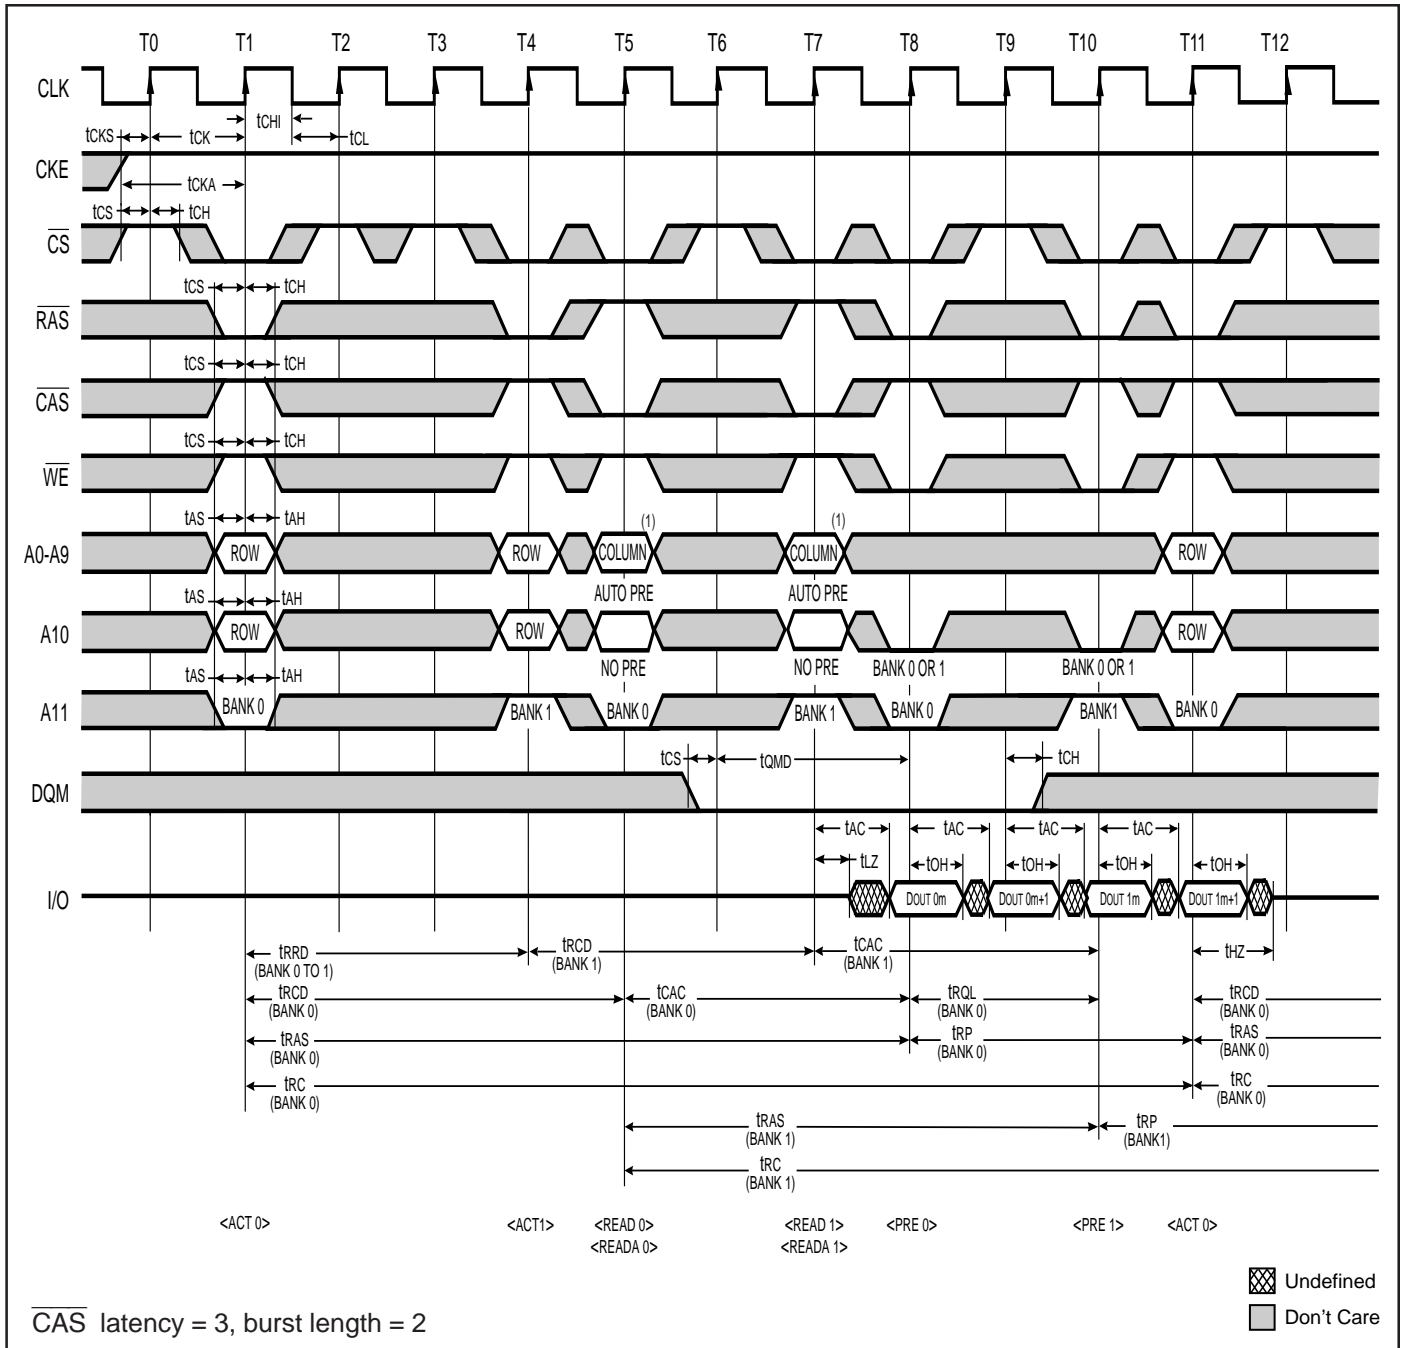 T0 T1 T2 T3 T4 T5 T6 T7 T8 T9 T10 T11 T12
CLK
tCHI
tCKS tCK tCL
CKE
tCKA
tCS tCH
CS
tCS tCH
RAS
tCS tCH
CAS
tCS tCH
WE
tAS tAH (1) (1)
A0-A9 ROW ROW COLUMN COLUMN ROW
AUTO PRE AUTO PRE
tAS tAH
A10 ROW ROW ROW
NO PRE NO PRE BANK 0 OR 1 BANK 0 OR 1
tAS tAH
A11 BANK 0 BANK 1 BANK 0 BANK 1 BANK 0 BANK1 BANK 0
tCS tQMD tCH
DQM
tAC tAC tAC tAC
tLZ tOH tOH tOH tOH
I/O DOUT 0m DOUT 0m+1 DOUT 1m DOUT 1m+1
tRRD tRCD tCAC tHZ
(BANK 0 TO 1) (BANK 1) (BANK 1)
tRCD tCAC tRQL tRCD
(BANK 0) (BANK 0) (BANK 0) (BANK 0)
tRAS tRP tRAS
(BANK 0) (BANK 0) (BANK 0)
tRC tRC
(BANK 0) (BANK 0)
tRAS tRP
(BANK 1) (BANK1)
tRC
(BANK 1)
<ACT 0> <ACT1> <READ 0> <READ 1> <PRE 0> <PRE 1> <ACT 0>
<READA 0> <READA 1>
Undefined
Don't Care
CAS latency = 3, burst length = 2